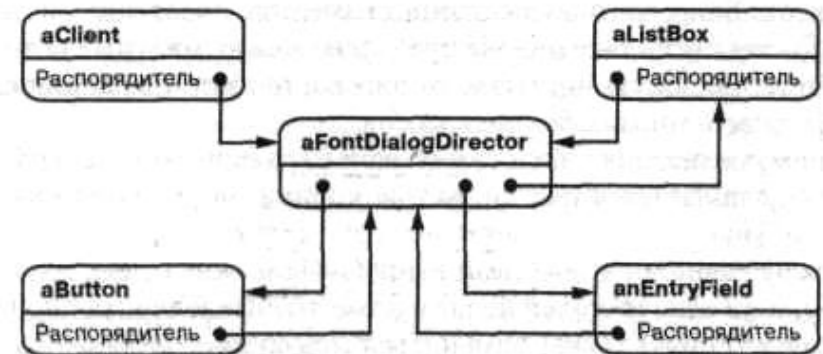 aClient
Распорядитель
aListBox
Распорядитель
aFontDialogDirector
aButton
Распорядитель
anEntryField
Распорядитель